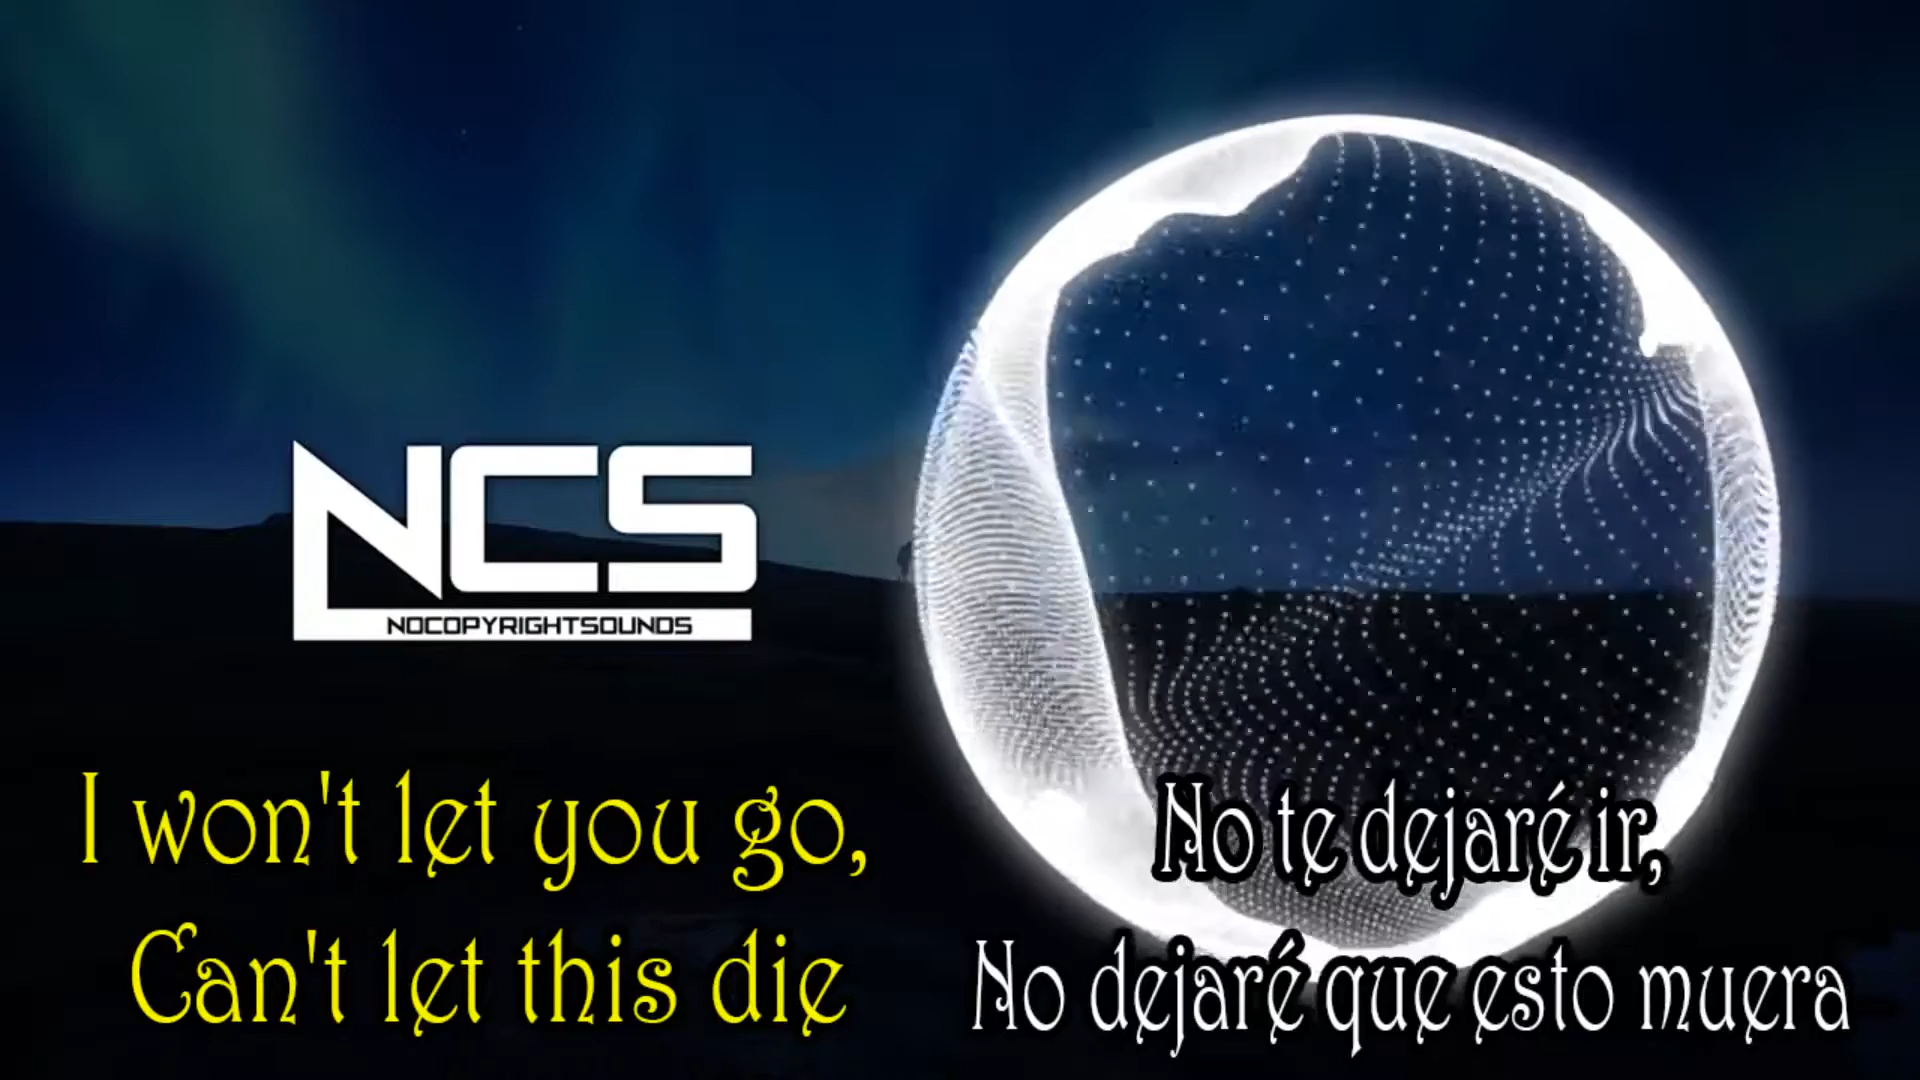 NCS
NOCOPYRIGHTSOUNDS
I won't let you go,
Can't let this die
No te dejaré ir,
No dejaré que esto muera